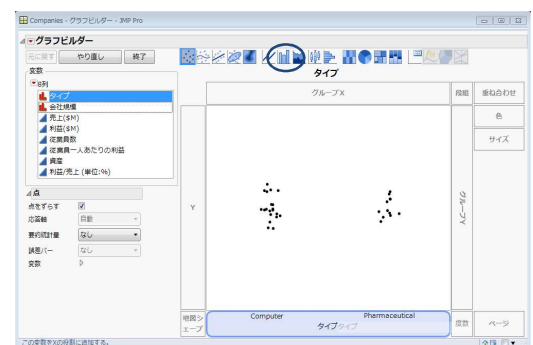 Companies - グラフビルダー - JMP Pro
グラフビルダー
元に戻す やり直し 終了
変数
8列
タイプ
会社規模
売上($M)
利益($M)
従業員数
従業員一人あたりの利益
資産
利益/売上 (単位:%)
点
点をずらす
応答軸 自動
要約統計量 なし
誤差バー なし
変数
タイプ
グループX
段組
重ね合わせ
色
サイズ
Y
グループY
地図シェープ
Computer Pharmaceutical
タイプ タイプ
度数
ページ
この変数をXの役割に追加する。